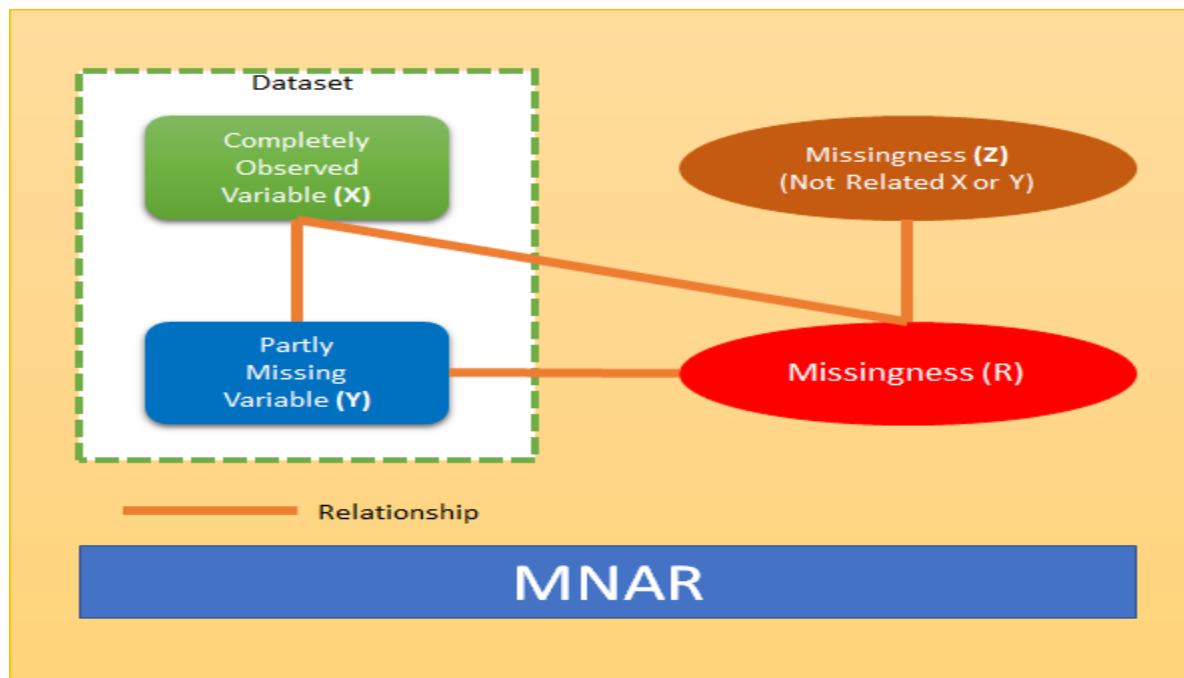 Dataset
Completely
Observed
Variable (X)
Missingness (Z)
(Not Related X or Y)
Partly
Missing
Variable (Y)
Missingness (R)
Relationship
MNAR